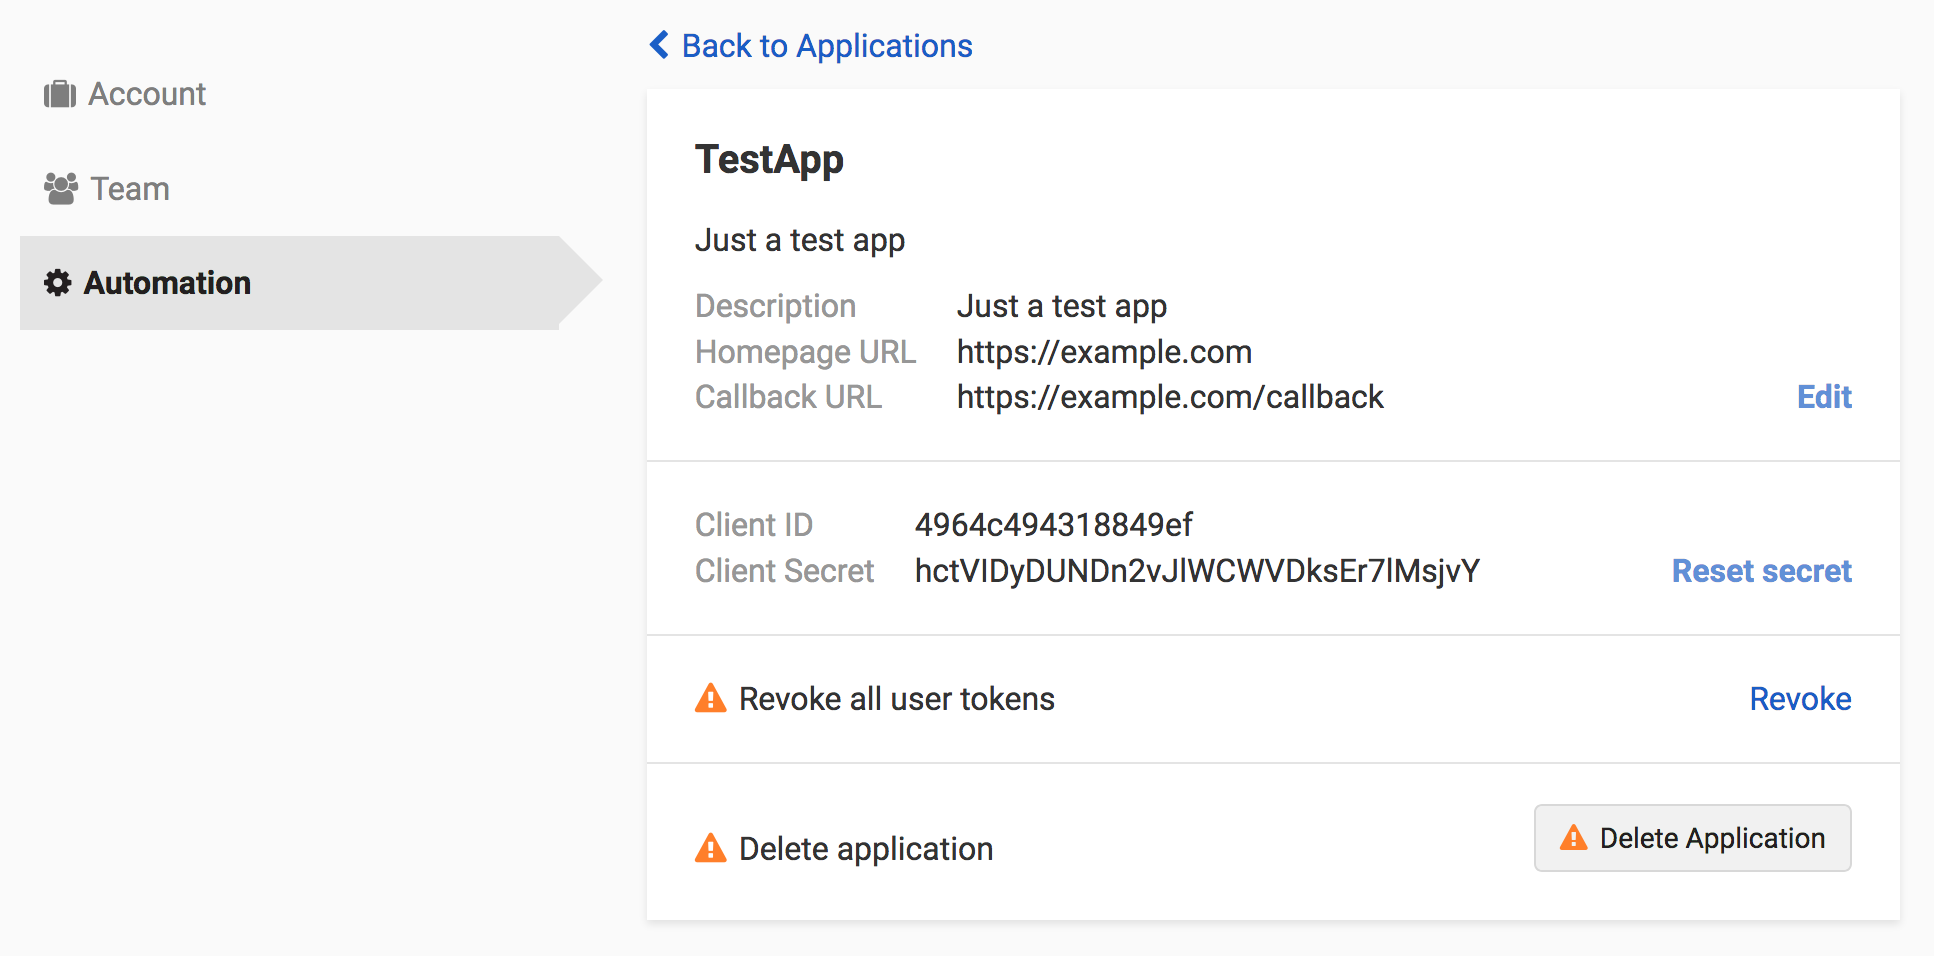 Back to Applications
Account
Team
Automation
TestApp
Just a test app
Description Just a test app
Homepage URL https://example.com
Callback URL https://example.com/callback Edit
Client ID 4964c494318849ef
Client Secret hctVIDyDUNDn2vJlWCWVDksEr7lMsjvY Reset secret
Revoke all user tokens Revoke
Delete application Delete Application